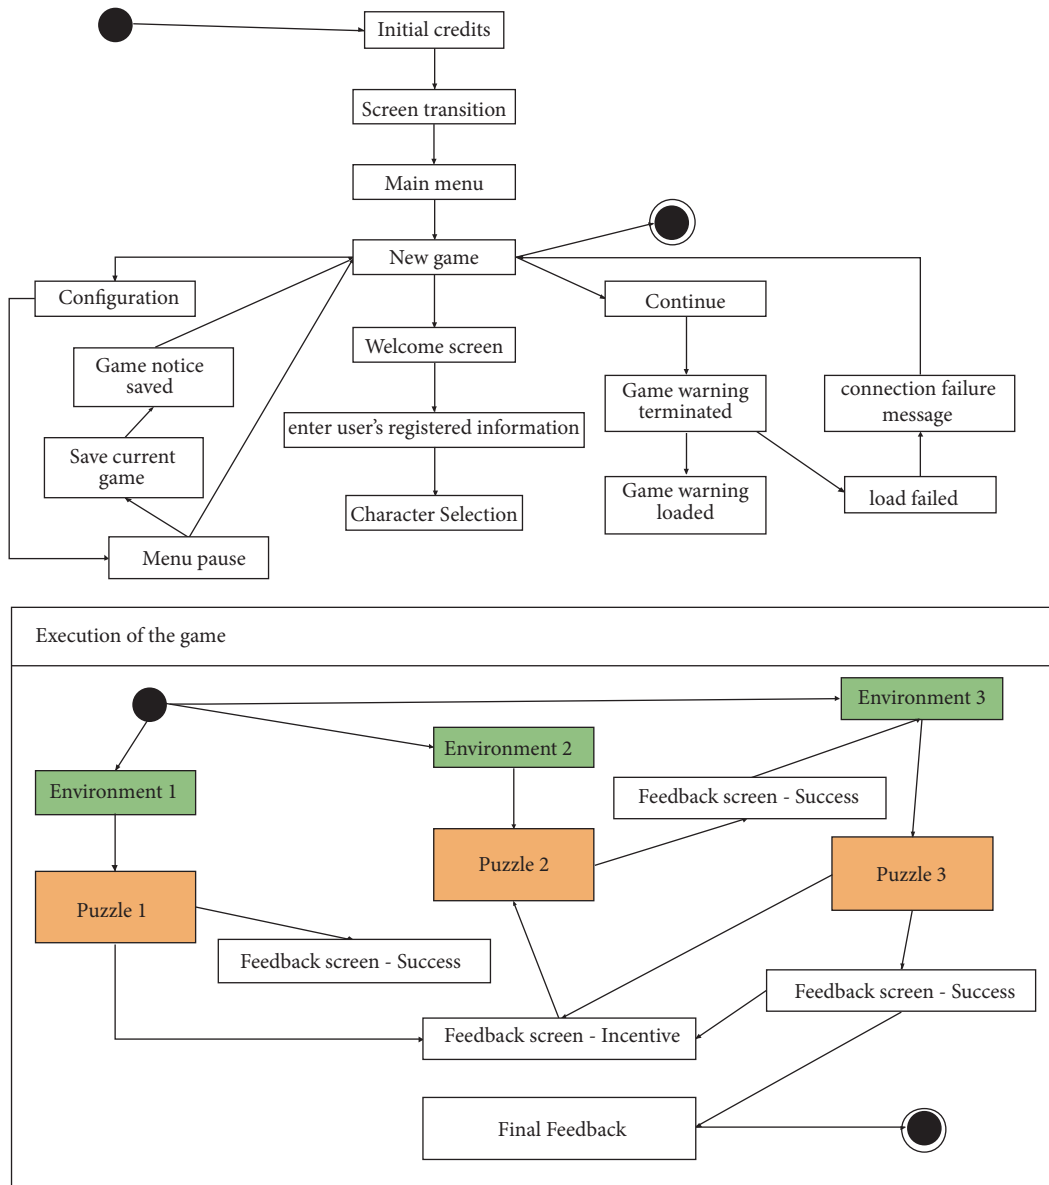 Initial credits
Screen transition
Main menu
New game
Configuration
Continue
Welcome screen
Game notice
saved
Game warning
terminated
connection failure
message
enter user's registered information
Save current
game
Game warning
loaded
load failed
Character Selection
Menu pause
Execution of the game
Environment 3
Environment 2
Environment 1
Feedback screen - Success
Puzzle 2
Puzzle 3
Puzzle 1
Feedback screen - Success
Feedback screen - Success
Feedback screen - Incentive
Final Feedback